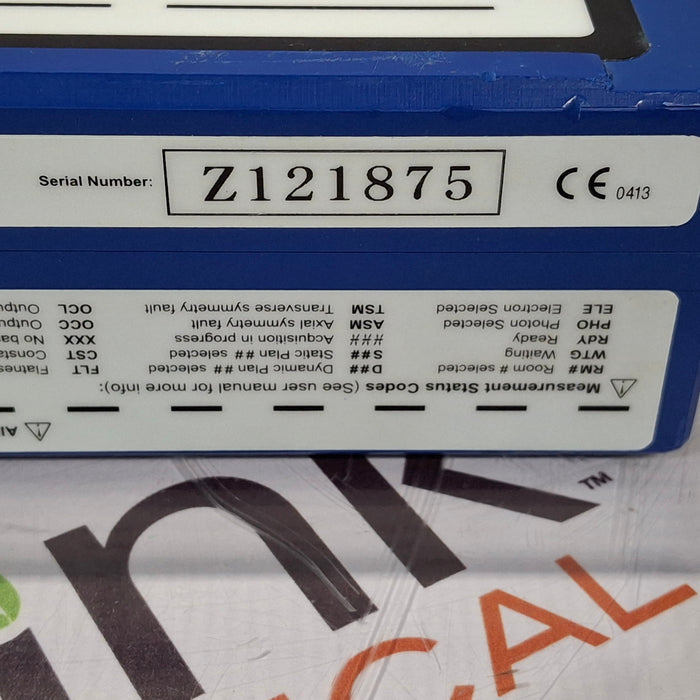 Serial Number: Z121875 CE 0413
Measurement Status Codes (See user manual for more info):
RM# Room # selected D## Dynamic Plan ## selected FLT
WTG Waiting S## Static Plan ## selected CST
RdY Ready ### Acquisition in progress XXX
PHO Photon Selected ASM Axial symmetry fault OCC
ELE Electron Selected TSM Transverse symmetry fault OCL
ink TM
ICAL